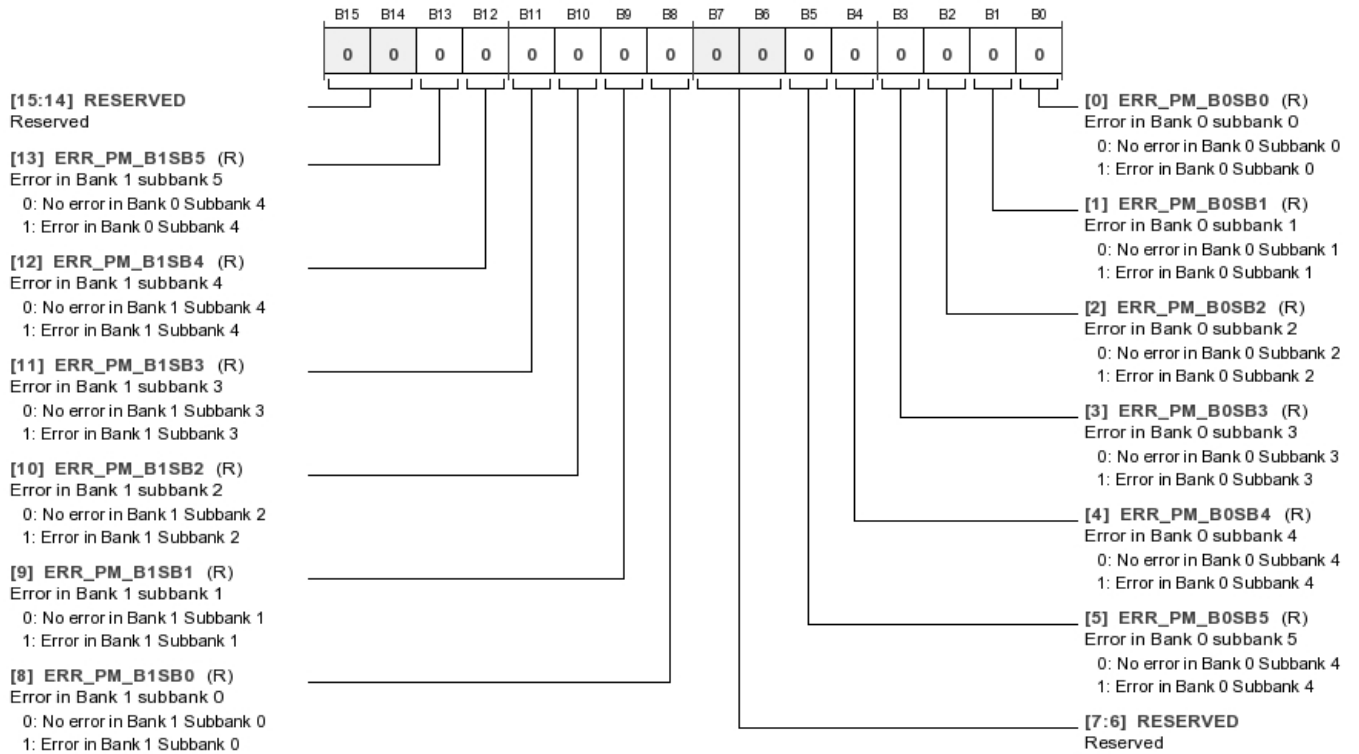 B15 B14 B13 B12 B11 B10 B9 B8 B7 B6 B5 B4 B3 B2 B1 B0
0 0 0 0 0 0 0 0 0 0 0 0 0 0 0 0
[15:14] RESERVED
Reserved
[13] ERR_PM_B1SB5 (R)
Error in Bank 1 subbank 5
0: No error in Bank 0 Subbank 4
1: Error in Bank 0 Subbank 4
[12] ERR_PM_B1SB4 (R)
Error in Bank 1 subbank 4
0: No error in Bank 1 Subbank 4
1: Error in Bank 1 Subbank 4
[11] ERR_PM_B1SB3 (R)
Error in Bank 1 subbank 3
0: No error in Bank 1 Subbank 3
1: Error in Bank 1 Subbank 3
[10] ERR_PM_B1SB2 (R)
Error in Bank 1 subbank 2
0: No error in Bank 1 Subbank 2
1: Error in Bank 1 Subbank 2
[9] ERR_PM_B1SB1 (R)
Error in Bank 1 subbank 1
0: No error in Bank 1 Subbank 1
1: Error in Bank 1 Subbank 1
[8] ERR_PM_B1SB0 (R)
Error in Bank 1 subbank 0
0: No error in Bank 1 Subbank 0
1: Error in Bank 1 Subbank 0
[0] ERR_PM_B0SB0 (R)
Error in Bank 0 subbank 0
0: No error in Bank 0 Subbank 0
1: Error in Bank 0 Subbank 0
[1] ERR_PM_B0SB1 (R)
Error in Bank 0 subbank 1
0: No error in Bank 0 Subbank 1
1: Error in Bank 0 Subbank 1
[2] ERR_PM_B0SB2 (R)
Error in Bank 0 subbank 2
0: No error in Bank 0 Subbank 2
1: Error in Bank 0 Subbank 2
[3] ERR_PM_B0SB3 (R)
Error in Bank 0 subbank 3
0: No error in Bank 0 Subbank 3
1: Error in Bank 0 Subbank 3
[4] ERR_PM_B0SB4 (R)
Error in Bank 0 subbank 4
0: No error in Bank 0 Subbank 4
1: Error in Bank 0 Subbank 4
[5] ERR_PM_B0SB5 (R)
Error in Bank 0 subbank 5
0: No error in Bank 0 Subbank 4
1: Error in Bank 0 Subbank 4
[7:6] RESERVED
Reserved